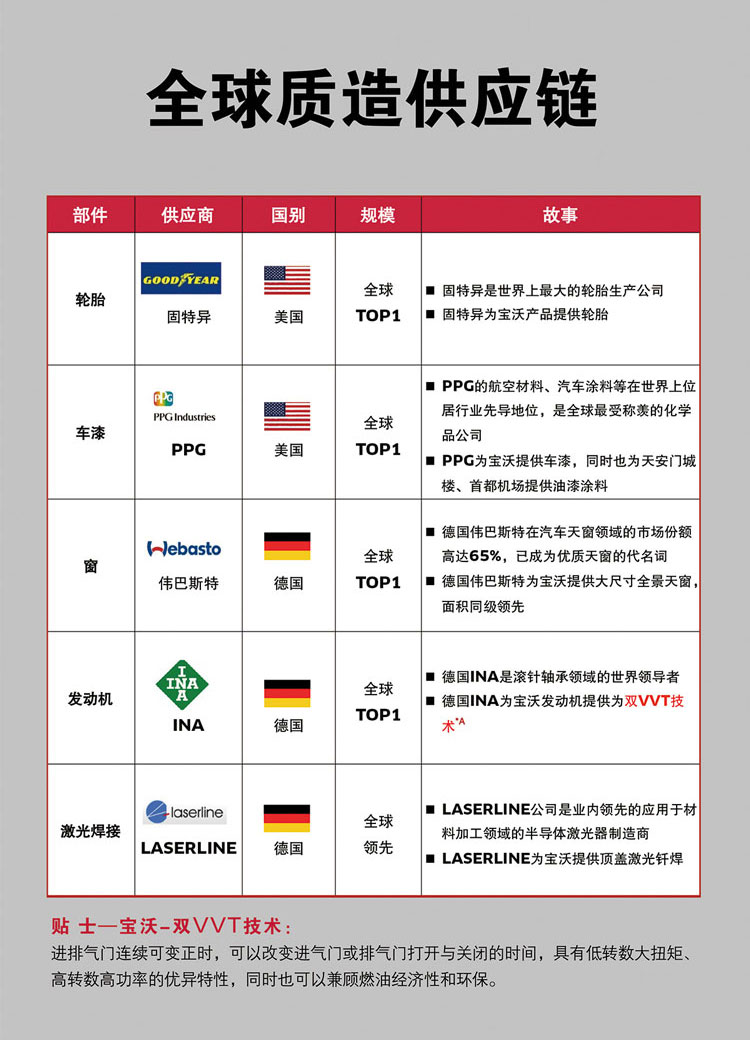 全球质造供应链
部件 供应商 国别 规模 故事
轮胎
GOODYEAR
固特异
美国
全球
TOP1
■ 固特异是世界上最大的轮胎生产公司
■ 固特异为宝沃产品提供轮胎
车漆
PPG
PPG Industries
PPG
美国
全球
TOP1
■ PPG的航空材料、汽车涂料等在世界上位
居行业先导地位，是全球最受称羡的化学
品公司
■ PPG为宝沃提供车漆，同时也为天安门城
楼、首都机场提供油漆涂料
窗
Webasto
伟巴斯特
德国
全球
TOP1
■ 德国伟巴斯特在汽车天窗领域的市场份额
高达65%，已成为优质天窗的代名词
■ 德国伟巴斯特为宝沃提供大尺寸全景天窗，
面积同级领先
发动机
INA
INA
INA
德国
全球
TOP1
■ 德国INA是滚针轴承领域的世界领导者
■ 德国INA为宝沃发动机提供为双VVT技
术*A
激光焊接
laserline
LASERLINE
德国
全球
领先
■ LASERLINE公司是业内领先的应用于材
料加工领域的半导体激光器制造商
■ LASERLINE为宝沃提供顶盖激光钎焊
贴 士—宝沃-双VVT技术：
进排气门连续可变正时，可以改变进气门或排气门打开与关闭的时间，具有低转数大扭矩、
高转数高功率的优异特性，同时也可以兼顾燃油经济性和环保。